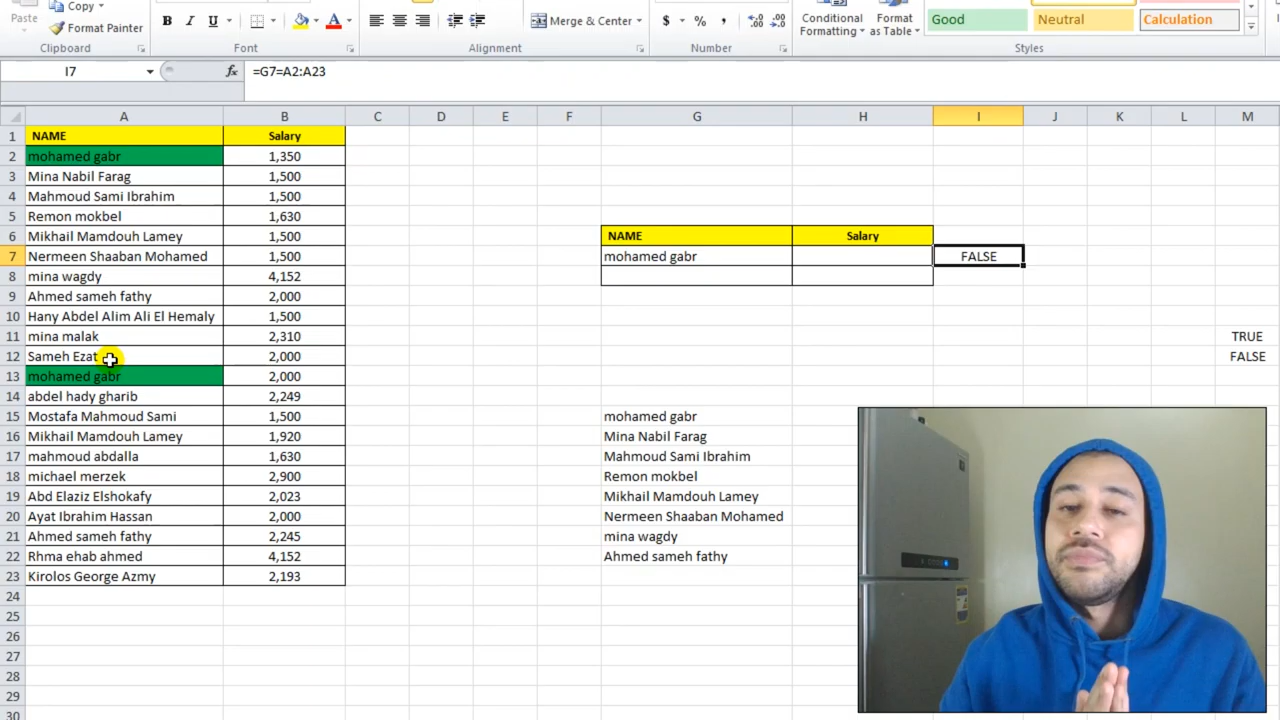 Copy
Paste
Format Painter
Clipboard
B I U
A
Font
Merge & Center
Alignment
$ % ,
Number
Conditional Formatting
Format as Table
Good
Neutral
Calculation
Styles
I7
fx
=G7=A2:A23
A B C D E F G H I J K L M
1 NAME Salary
2 mohamed gabr 1,350
3 Mina Nabil Farag 1,500
4 Mahmoud Sami Ibrahim 1,500
5 Remon mokbel 1,630
6 Mikhail Mamdouh Lamey 1,500 NAME Salary
7 Nermeen Shaaban Mohamed 1,500 mohamed gabr FALSE
8 mina wagdy 4,152
9 Ahmed sameh fathy 2,000
10 Hany Abdel Alim Ali El Hemaly 1,500
11 mina malak 2,310 TRUE
12 Sameh Ezat 2,000 FALSE
13 mohamed gabr 2,000
14 abdel hady gharib 2,249
15 Mostafa Mahmoud Sami 1,500 mohamed gabr
16 Mikhail Mamdouh Lamey 1,920 Mina Nabil Farag
17 mahmoud abdalla 1,630 Mahmoud Sami Ibrahim
18 michael merzek 2,900 Remon mokbel
19 Abd Elaziz Elshokafy 2,023 Mikhail Mamdouh Lamey
20 Ayat Ibrahim Hassan 2,000 Nermeen Shaaban Mohamed
21 Ahmed sameh fathy 2,245 mina wagdy
22 Rhma ehab ahmed 4,152 Ahmed sameh fathy
23 Kirolos George Azmy 2,193
24
25
26
27
28
29
30